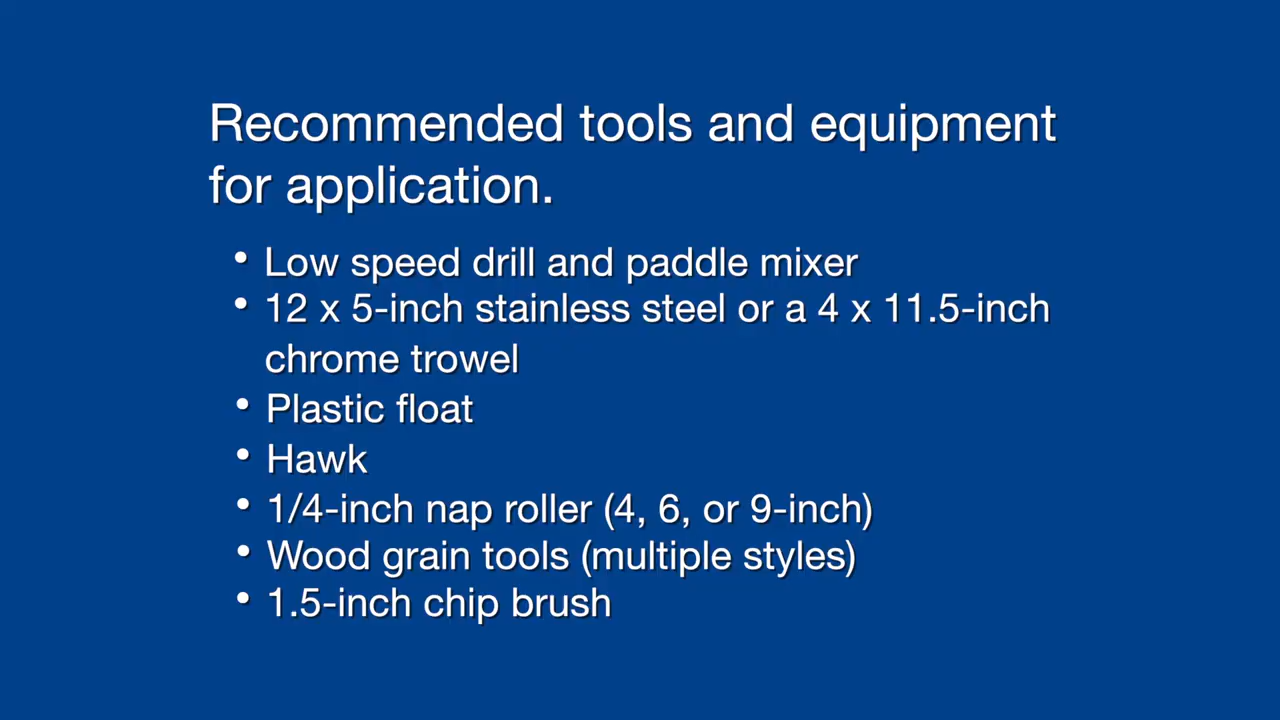 Recommended tools and equipment
for application.
• Low speed drill and paddle mixer
• 12 x 5-inch stainless steel or a 4 x 11.5-inch
chrome trowel
• Plastic float
• Hawk
• 1/4-inch nap roller (4, 6, or 9-inch)
• Wood grain tools (multiple styles)
• 1.5-inch chip brush